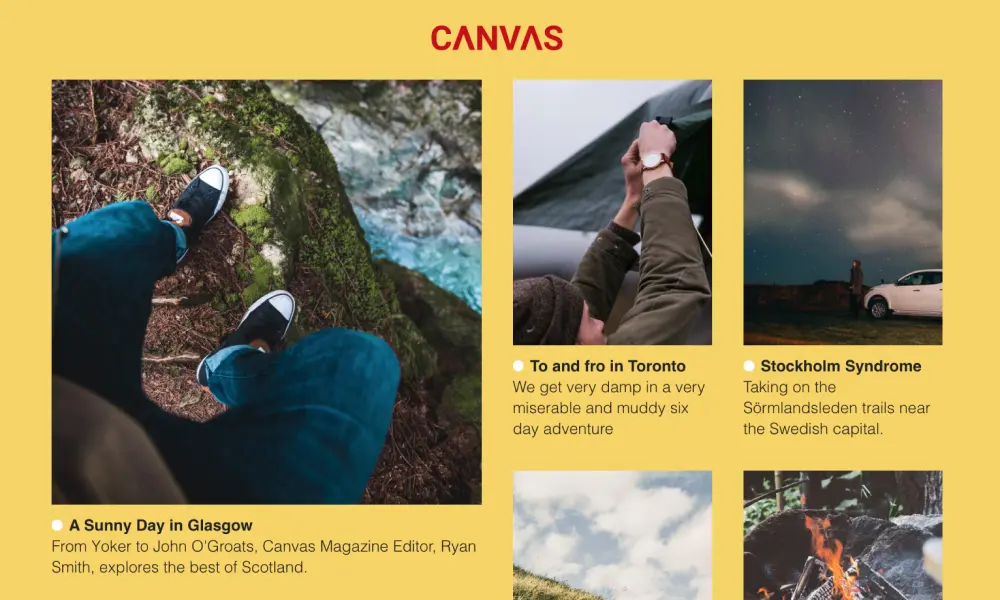 CANVAS
A Sunny Day in Glasgow
From Yoker to John O'Groats, Canvas Magazine Editor, Ryan
Smith, explores the best of Scotland.
To and fro in Toronto
We get very damp in a very
miserable and muddy six
day adventure
Stockholm Syndrome
Taking on the
Sörmlandsleden trails near
the Swedish capital.